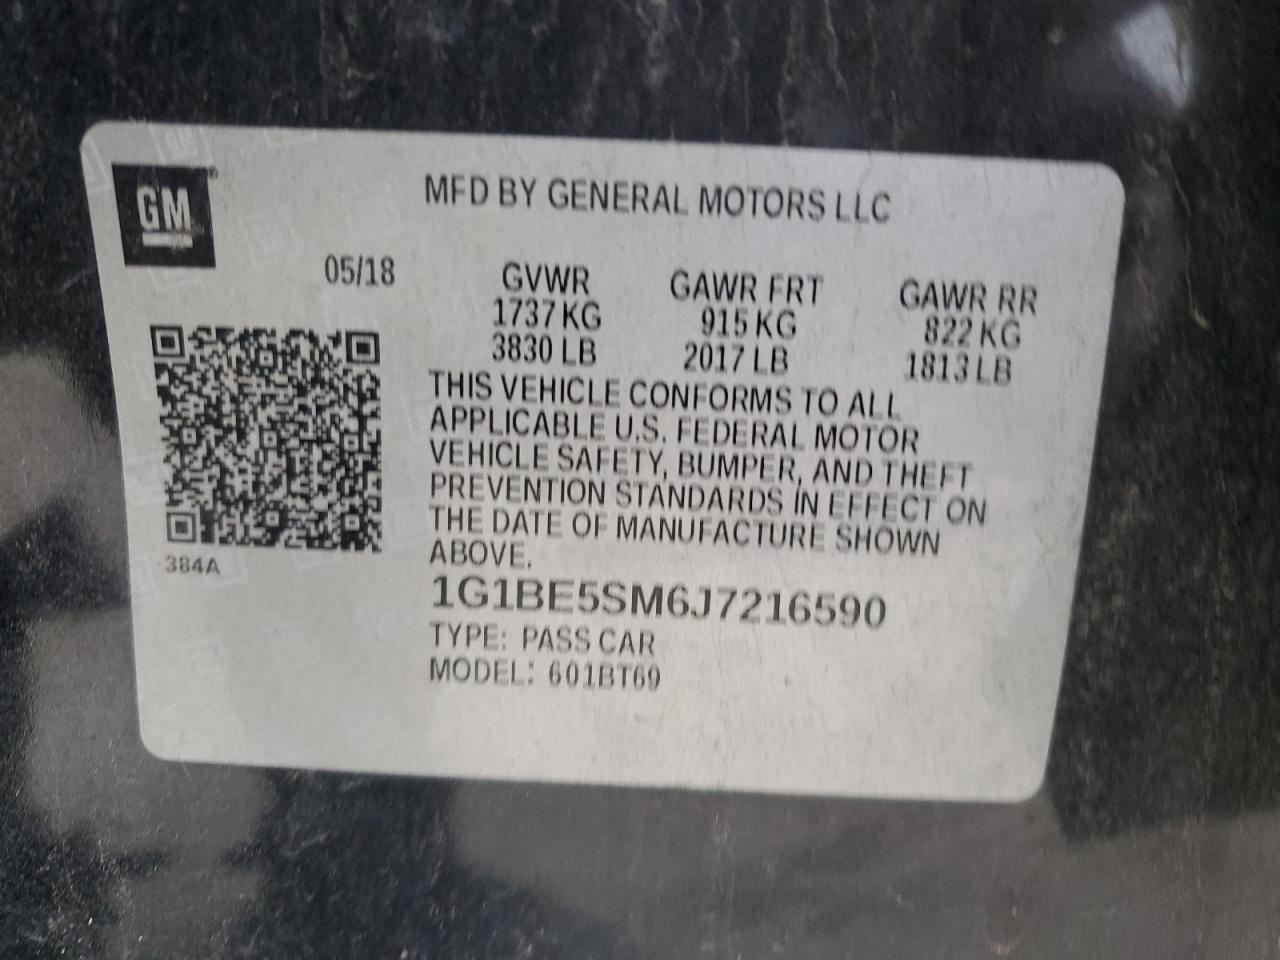 GM
MFD BY GENERAL MOTORS LLC
05/18
GVWR GAWR FRT GAWR RR
1737 KG 915 KG 822 KG
3830 LB 2017 LB 1813 LB
THIS VEHICLE CONFORMS TO ALL
APPLICABLE U.S. FEDERAL MOTOR
VEHICLE SAFETY, BUMPER, AND THEFT
PREVENTION STANDARDS IN EFFECT ON
THE DATE OF MANUFACTURE SHOWN
ABOVE.
384A
1G1BE5SM6J7216590
TYPE: PASS CAR
MODEL: 601BT69